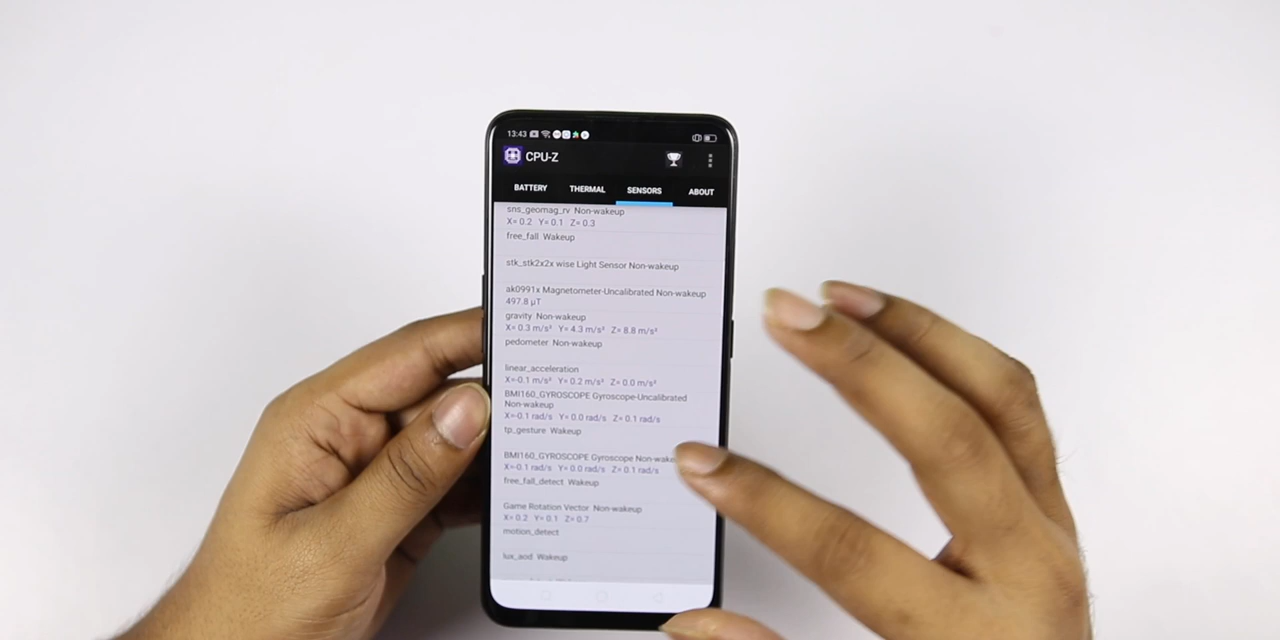 13:43
CPU-Z
BATTERY THERMAL SENSORS ABOUT
sns_geomag_rv Non-wakeup
X= 0.2 Y= 0.1 Z= 0.3
free_fall Wakeup
stk_stk2x2x wise Light Sensor Non-wakeup
ak0991x Magnetometer-Uncalibrated Non-wakeup
497.8 μT
gravity Non-wakeup
X= 0.3 m/s² Y= 4.3 m/s² Z= 8.8 m/s²
pedometer Non-wakeup
linear_acceleration
X=-0.1 m/s² Y= 0.2 m/s² Z= 0.0 m/s²
BMI160_GYROSCOPE Gyroscope-Uncalibrated
Non-wakeup
X=-0.1 rad/s Y= 0.0 rad/s Z= 0.1 rad/s
tp_gesture Wakeup
BMI160_GYROSCOPE Gyroscope
X=-0.1 rad/s Y= 0.0 rad/s Z= 0.1 rad/s
free_fall_detect Wakeup
Game Rotation Vector Non-wakeup
X= 0.2 Y= 0.1 Z= 0.7
motion_detect
lux_aod Wakeup